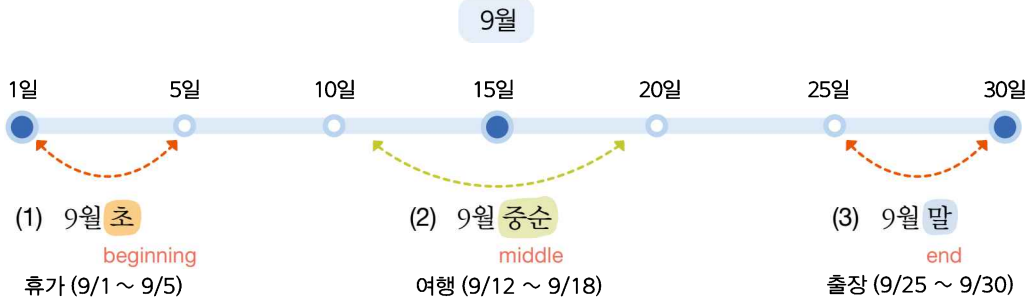 9월
1일 5일 10일 15일 20일 25일 30일
(1) 9월 초 (2) 9월 중순 (3) 9월 말
beginning middle end
휴가 (9/1 ~ 9/5) 여행 (9/12 ~ 9/18) 출장 (9/25 ~ 9/30)